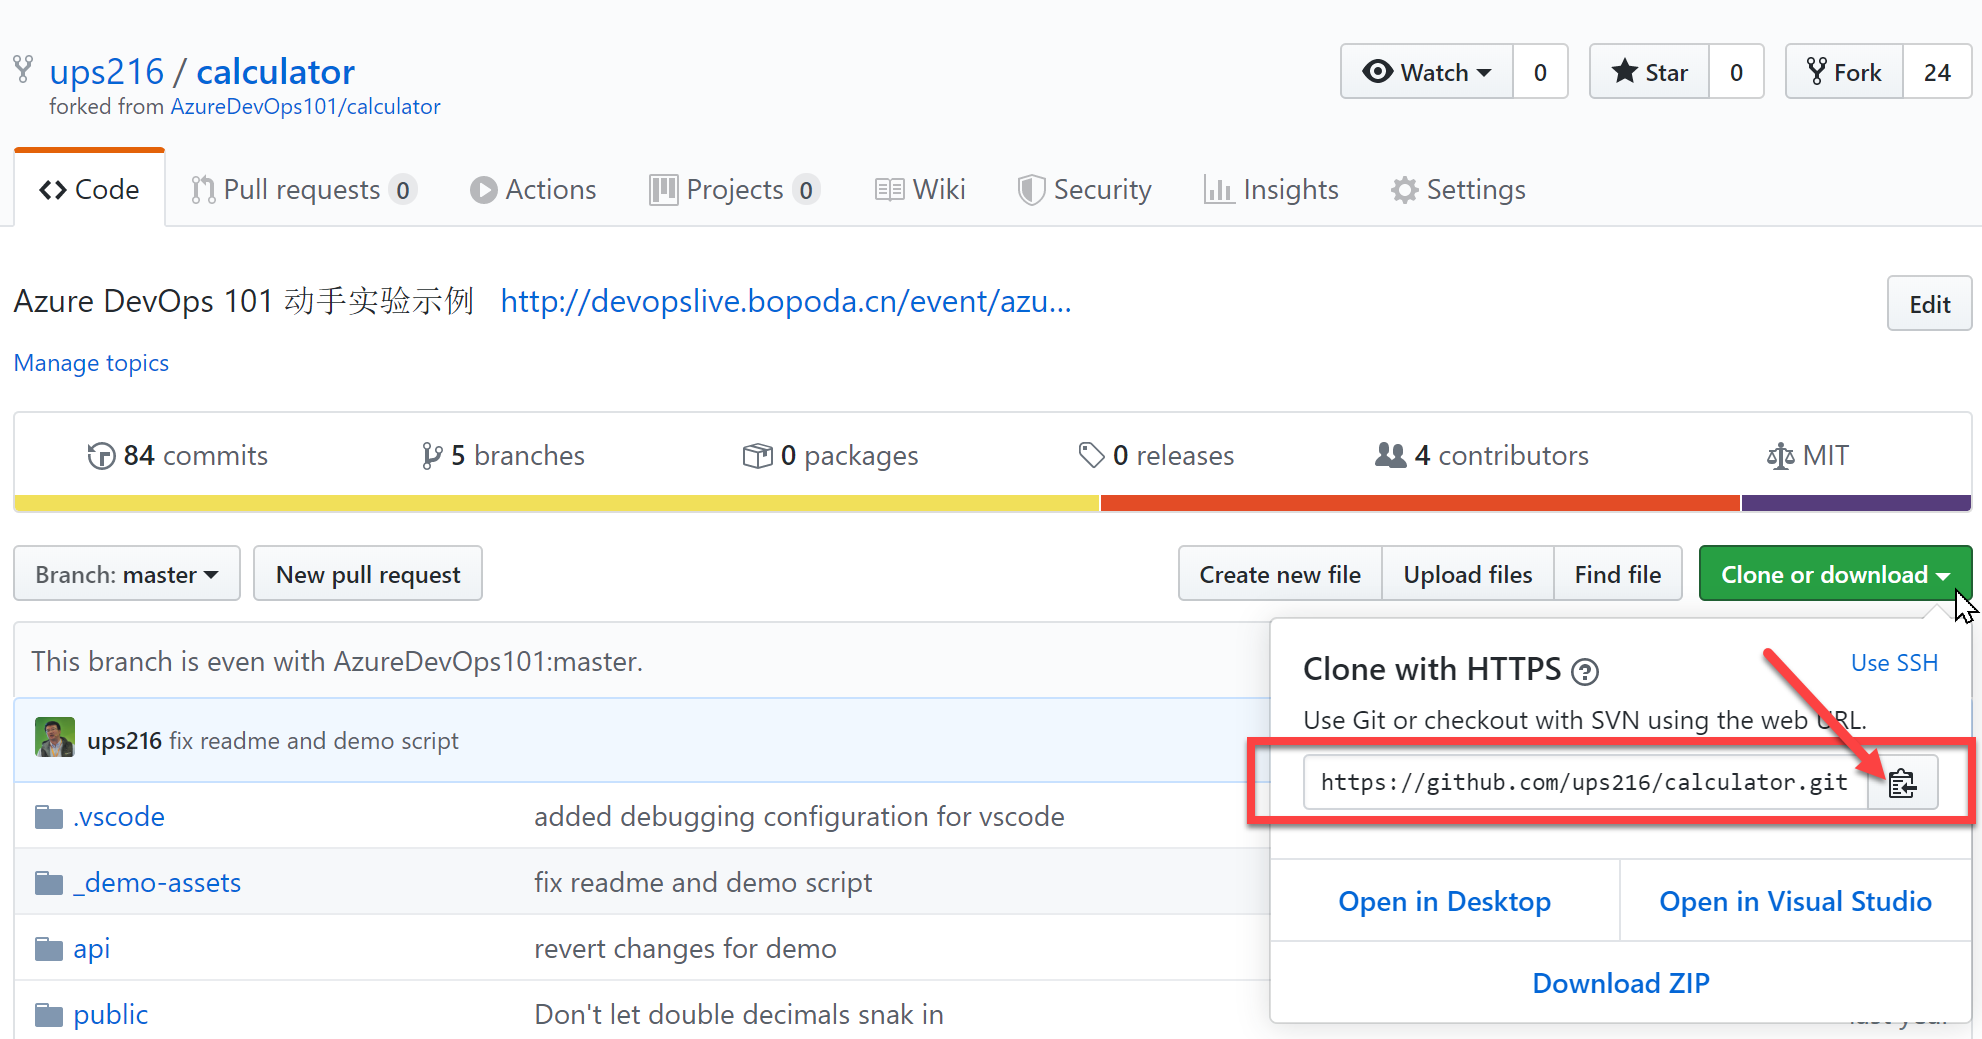 ups216 / calculator
Watch 0 Star 0 Fork 24
forked from AzureDevOps101/calculator
Code Pull requests 0 Actions Projects 0 Wiki Security Insights Settings
Azure DevOps 101 动手实验示例 http://devopslive.bopoda.cn/event/azu...
Edit
Manage topics
84 commits 5 branches 0 packages 0 releases 4 contributors MIT
Branch: master New pull request Create new file Upload files Find file Clone or download
This branch is even with AzureDevOps101:master.
Clone with HTTPS ? Use SSH
Use Git or checkout with SVN using the web URL.
ups216 fix readme and demo script
https://github.com/ups216/calculator.git
.vscode added debugging configuration for vscode
_demo-assets fix readme and demo script
Open in Desktop Open in Visual Studio
api revert changes for demo
Download ZIP
public Don't let double decimals snak in
last year